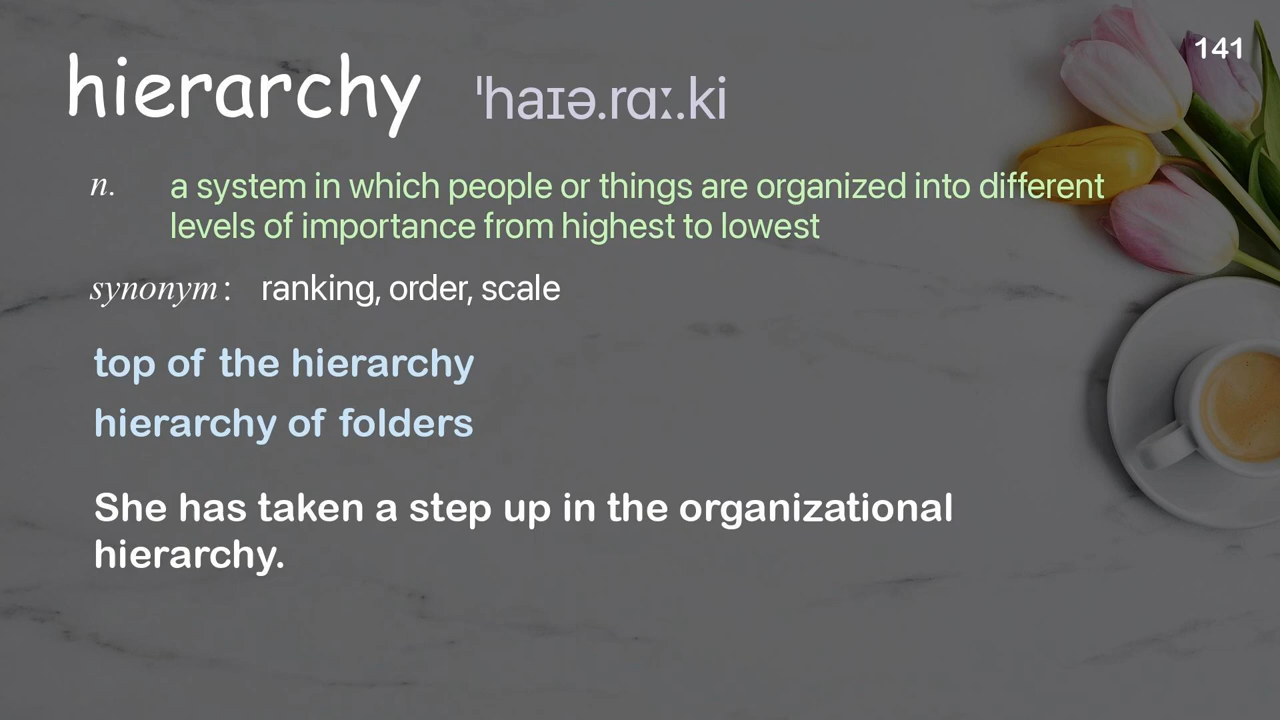 141
hierarchy ˈhaɪə.rɑː.ki
n. a system in which people or things are organized into different
levels of importance from highest to lowest
synonym : ranking, order, scale
top of the hierarchy
hierarchy of folders
She has taken a step up in the organizational
hierarchy.